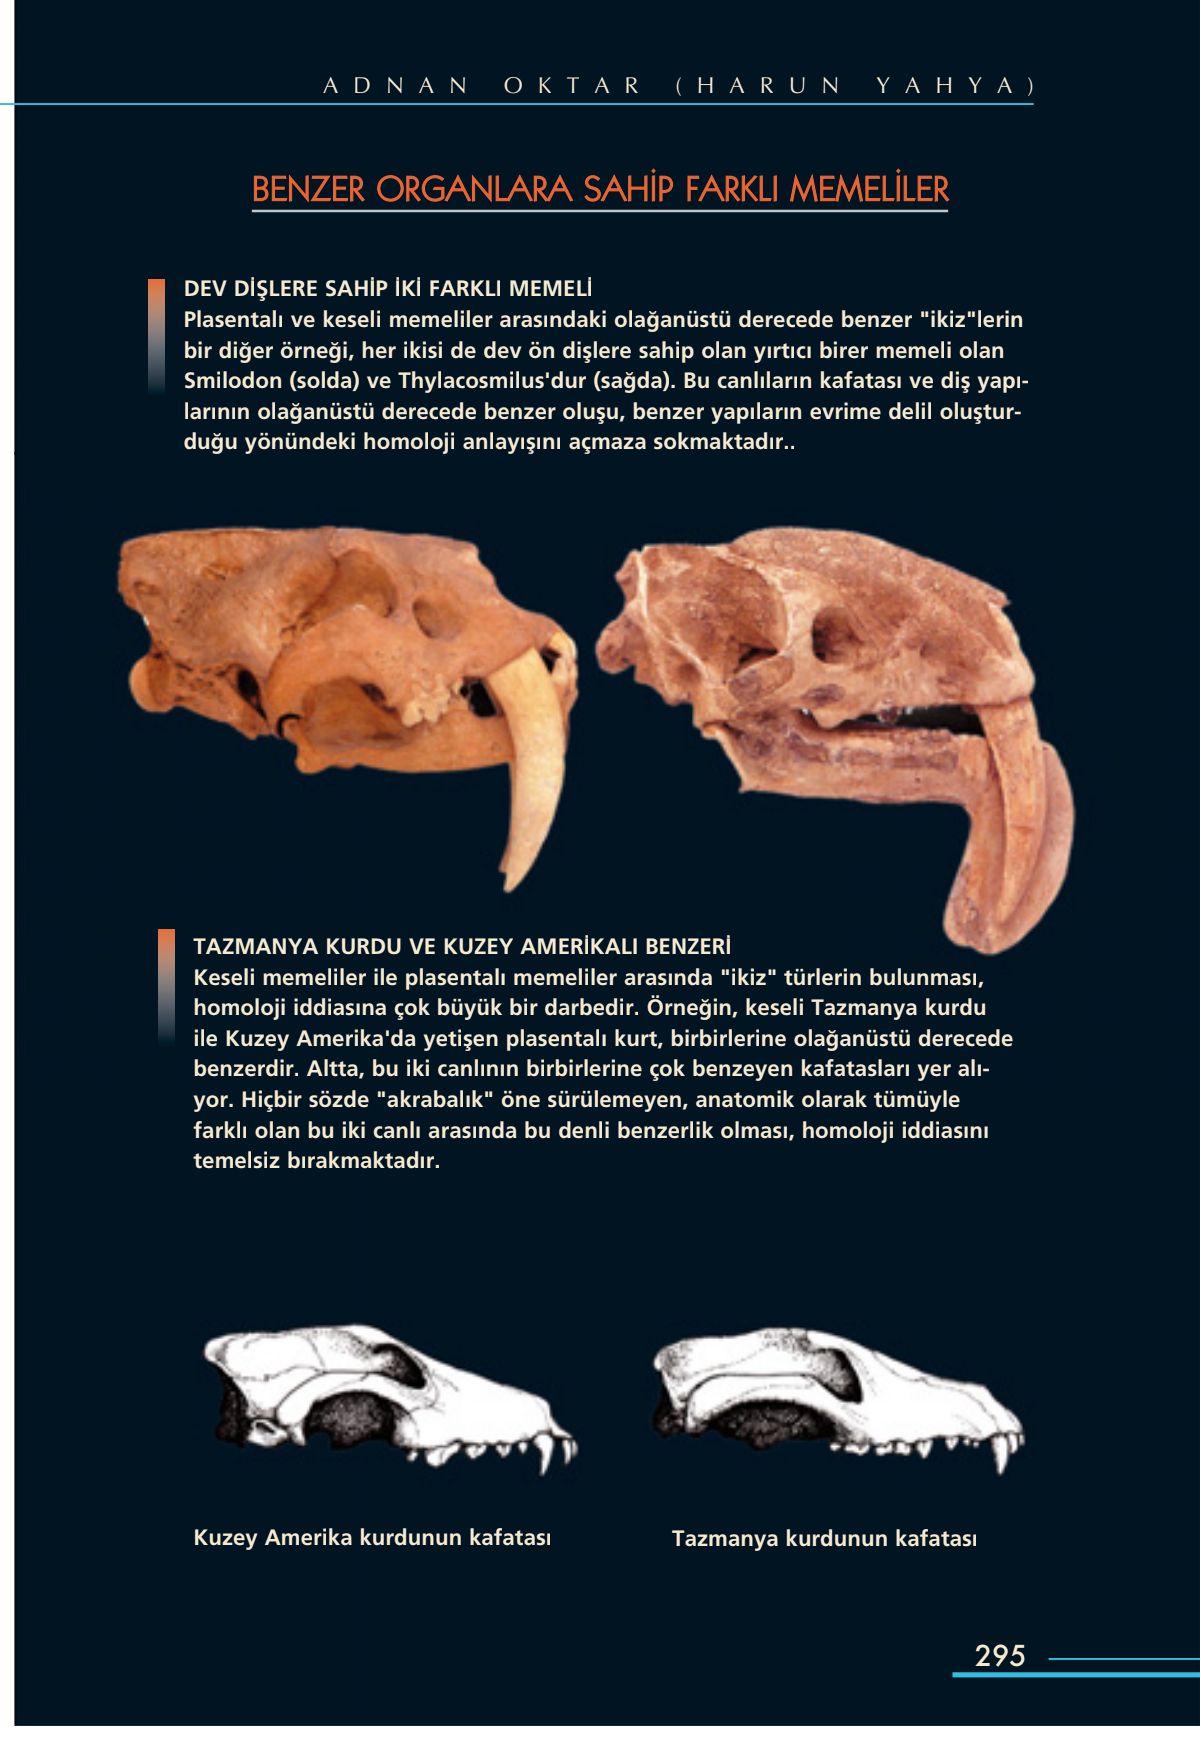 ADNAN OKTAR (HARUN YAHYA)
BENZER ORGANLARA SAHİP FARKLI MEMELİLER
DEV DİŞLERE SAHİP İKİ FARKLI MEMELİ
Plasentalı ve keseli memeliler arasındaki olağanüstü derecede benzer "ikiz"lerin
bir diğer örneği, her ikisi de dev ön dişlere sahip olan yırtıcı birer memeli olan
Smilodon (solda) ve Thylacosmilus'dur (sağda). Bu canlıların kafatası ve diş yapı-
larının olağanüstü derecede benzer oluşu, benzer yapıların evrime delil oluştur-
duğu yönündeki homoloji anlayışını açmaza sokmaktadır..
TAZMANYA KURDU VE KUZEY AMERİKALI BENZERİ
Keseli memeliler ile plasentalı memeliler arasında "ikiz" türlerin bulunması,
homoloji iddiasına çok büyük bir darbedir. Örneğin, keseli Tazmanya kurdu
ile Kuzey Amerika'da yetişen plasentalı kurt, birbirlerine olağanüstü derecede
benzerdir. Altta, bu iki canlının birbirlerine çok benzeyen kafatasları yer alı-
yor. Hiçbir sözde "akrabalık" öne sürülemeyen, anatomik olarak tümüyle
farklı olan bu iki canlı arasında bu denli benzerlik olması, homoloji iddiasını
temelsiz bırakmaktadır.
Kuzey Amerika kurdunun kafatası
Tazmanya kurdunun kafatası
295